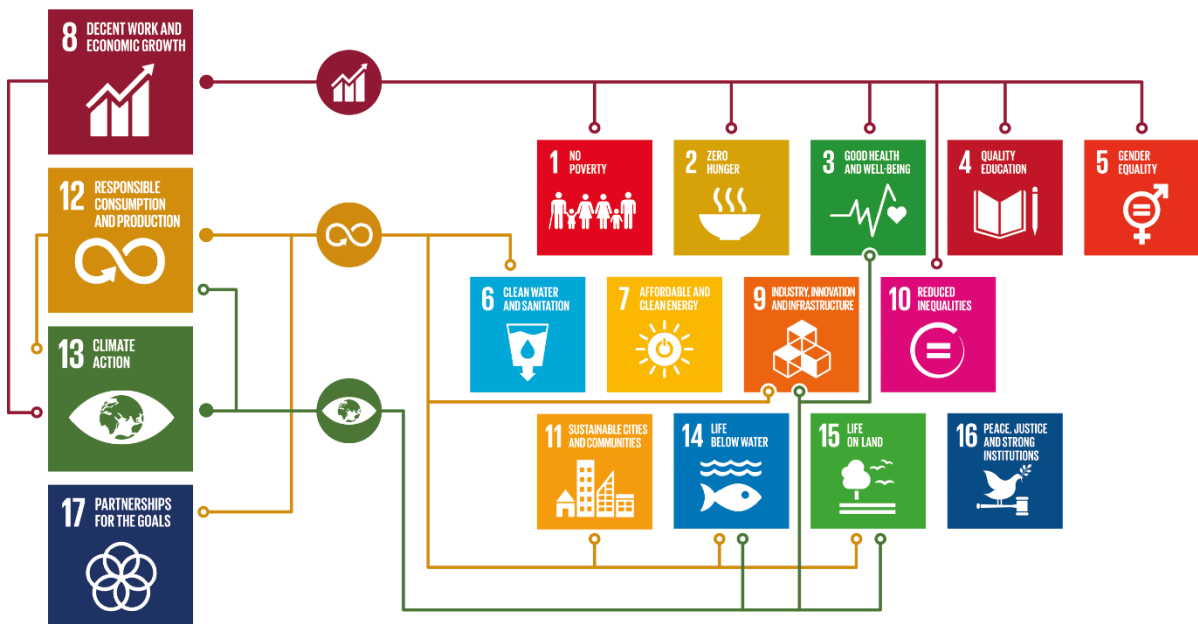 8 DECENT WORK AND
ECONOMIC GROWTH
12 RESPONSIBLE
CONSUMPTION
AND PRODUCTION
13 CLIMATE
ACTION
17 PARTNERSHIPS
FOR THE GOALS
1 NO
POVERTY
2 ZERO
HUNGER
3 GOOD HEALTH
AND WELL-BEING
4 QUALITY
EDUCATION
5 GENDER
EQUALITY
6 CLEAN WATER
AND SANITATION
7 AFFORDABLE AND
CLEAN ENERGY
9 INDUSTRY, INNOVATION
AND INFRASTRUCTURE
10 REDUCED
INEQUALITIES
11 SUSTAINABLE CITIES
AND COMMUNITIES
14 LIFE
BELOW WATER
15 LIFE
ON LAND
16 PEACE, JUSTICE
AND STRONG
INSTITUTIONS